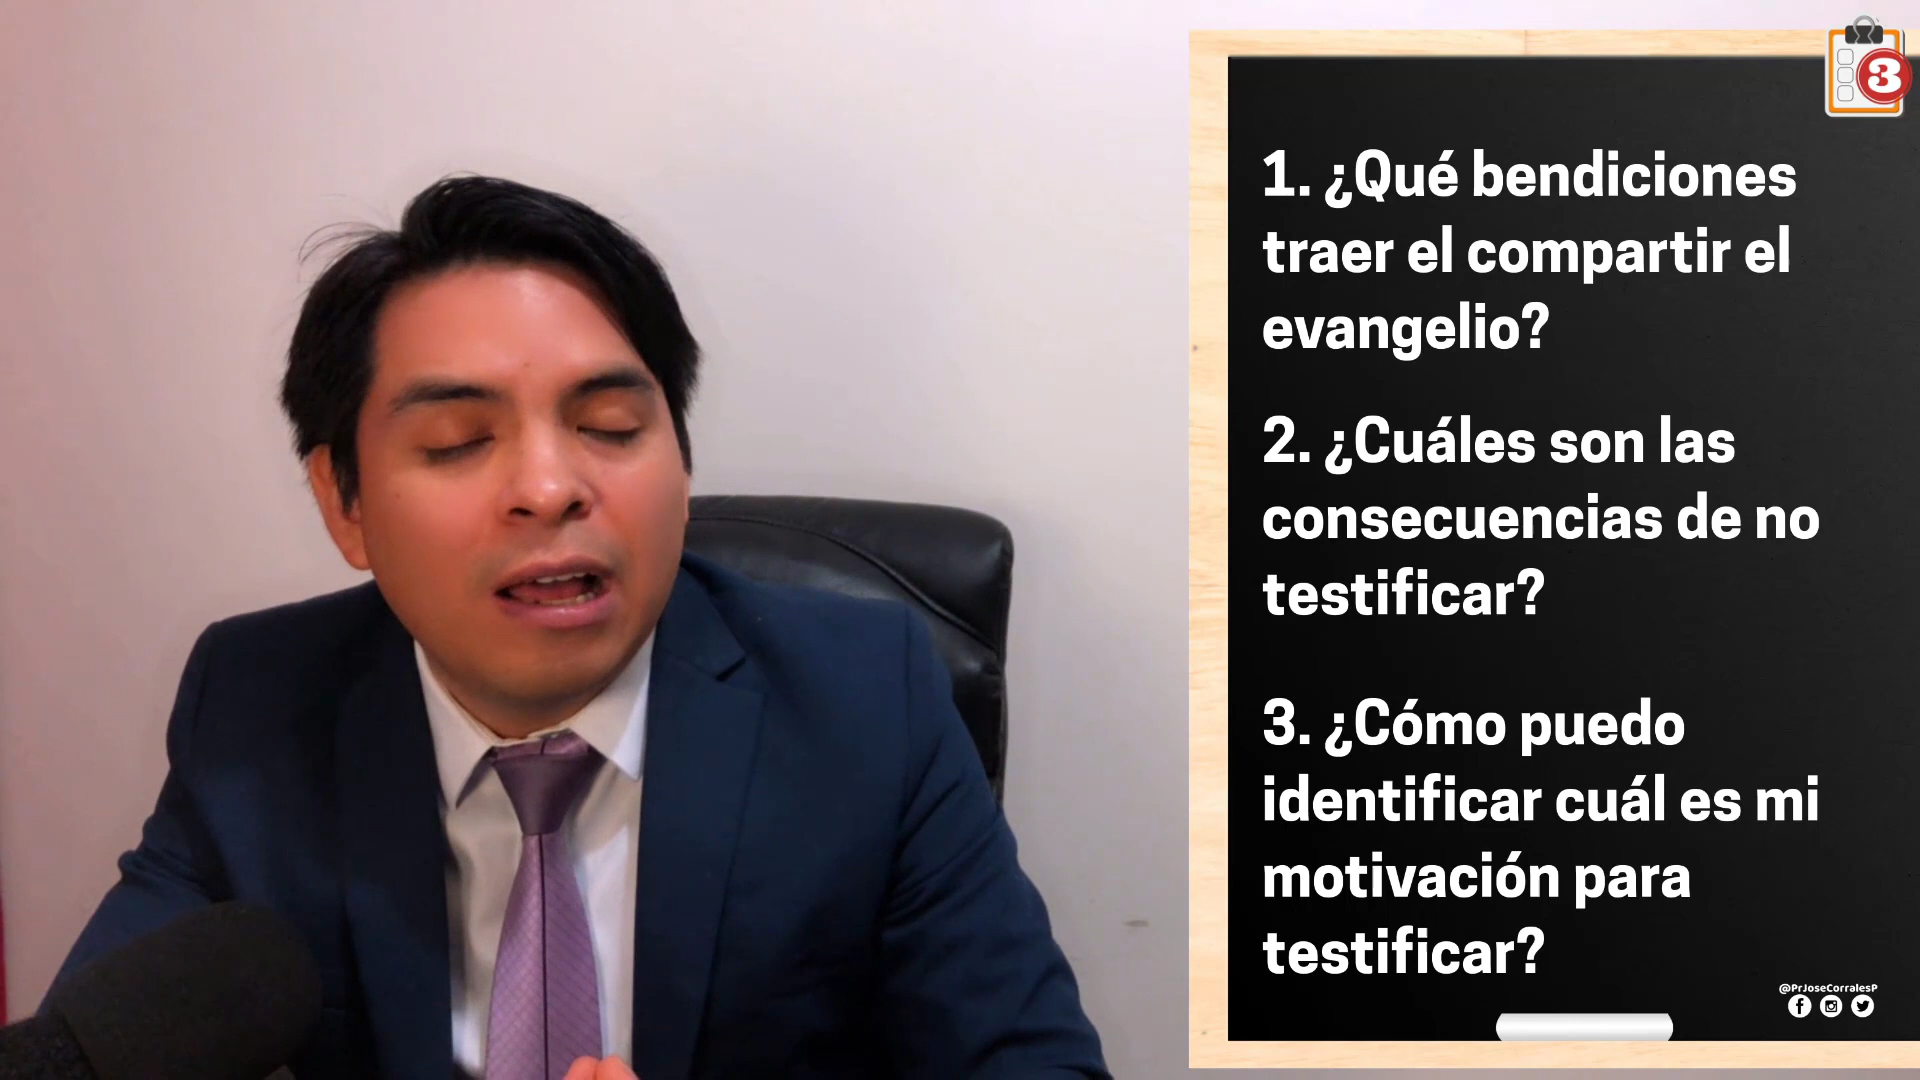 3
1. ¿Qué bendiciones
traer el compartir el
evangelio?
2. ¿Cuáles son las
consecuencias de no
testificar?
3. ¿Cómo puedo
identificar cuál es mi
motivación para
testificar?
@PrJoseCorralesP